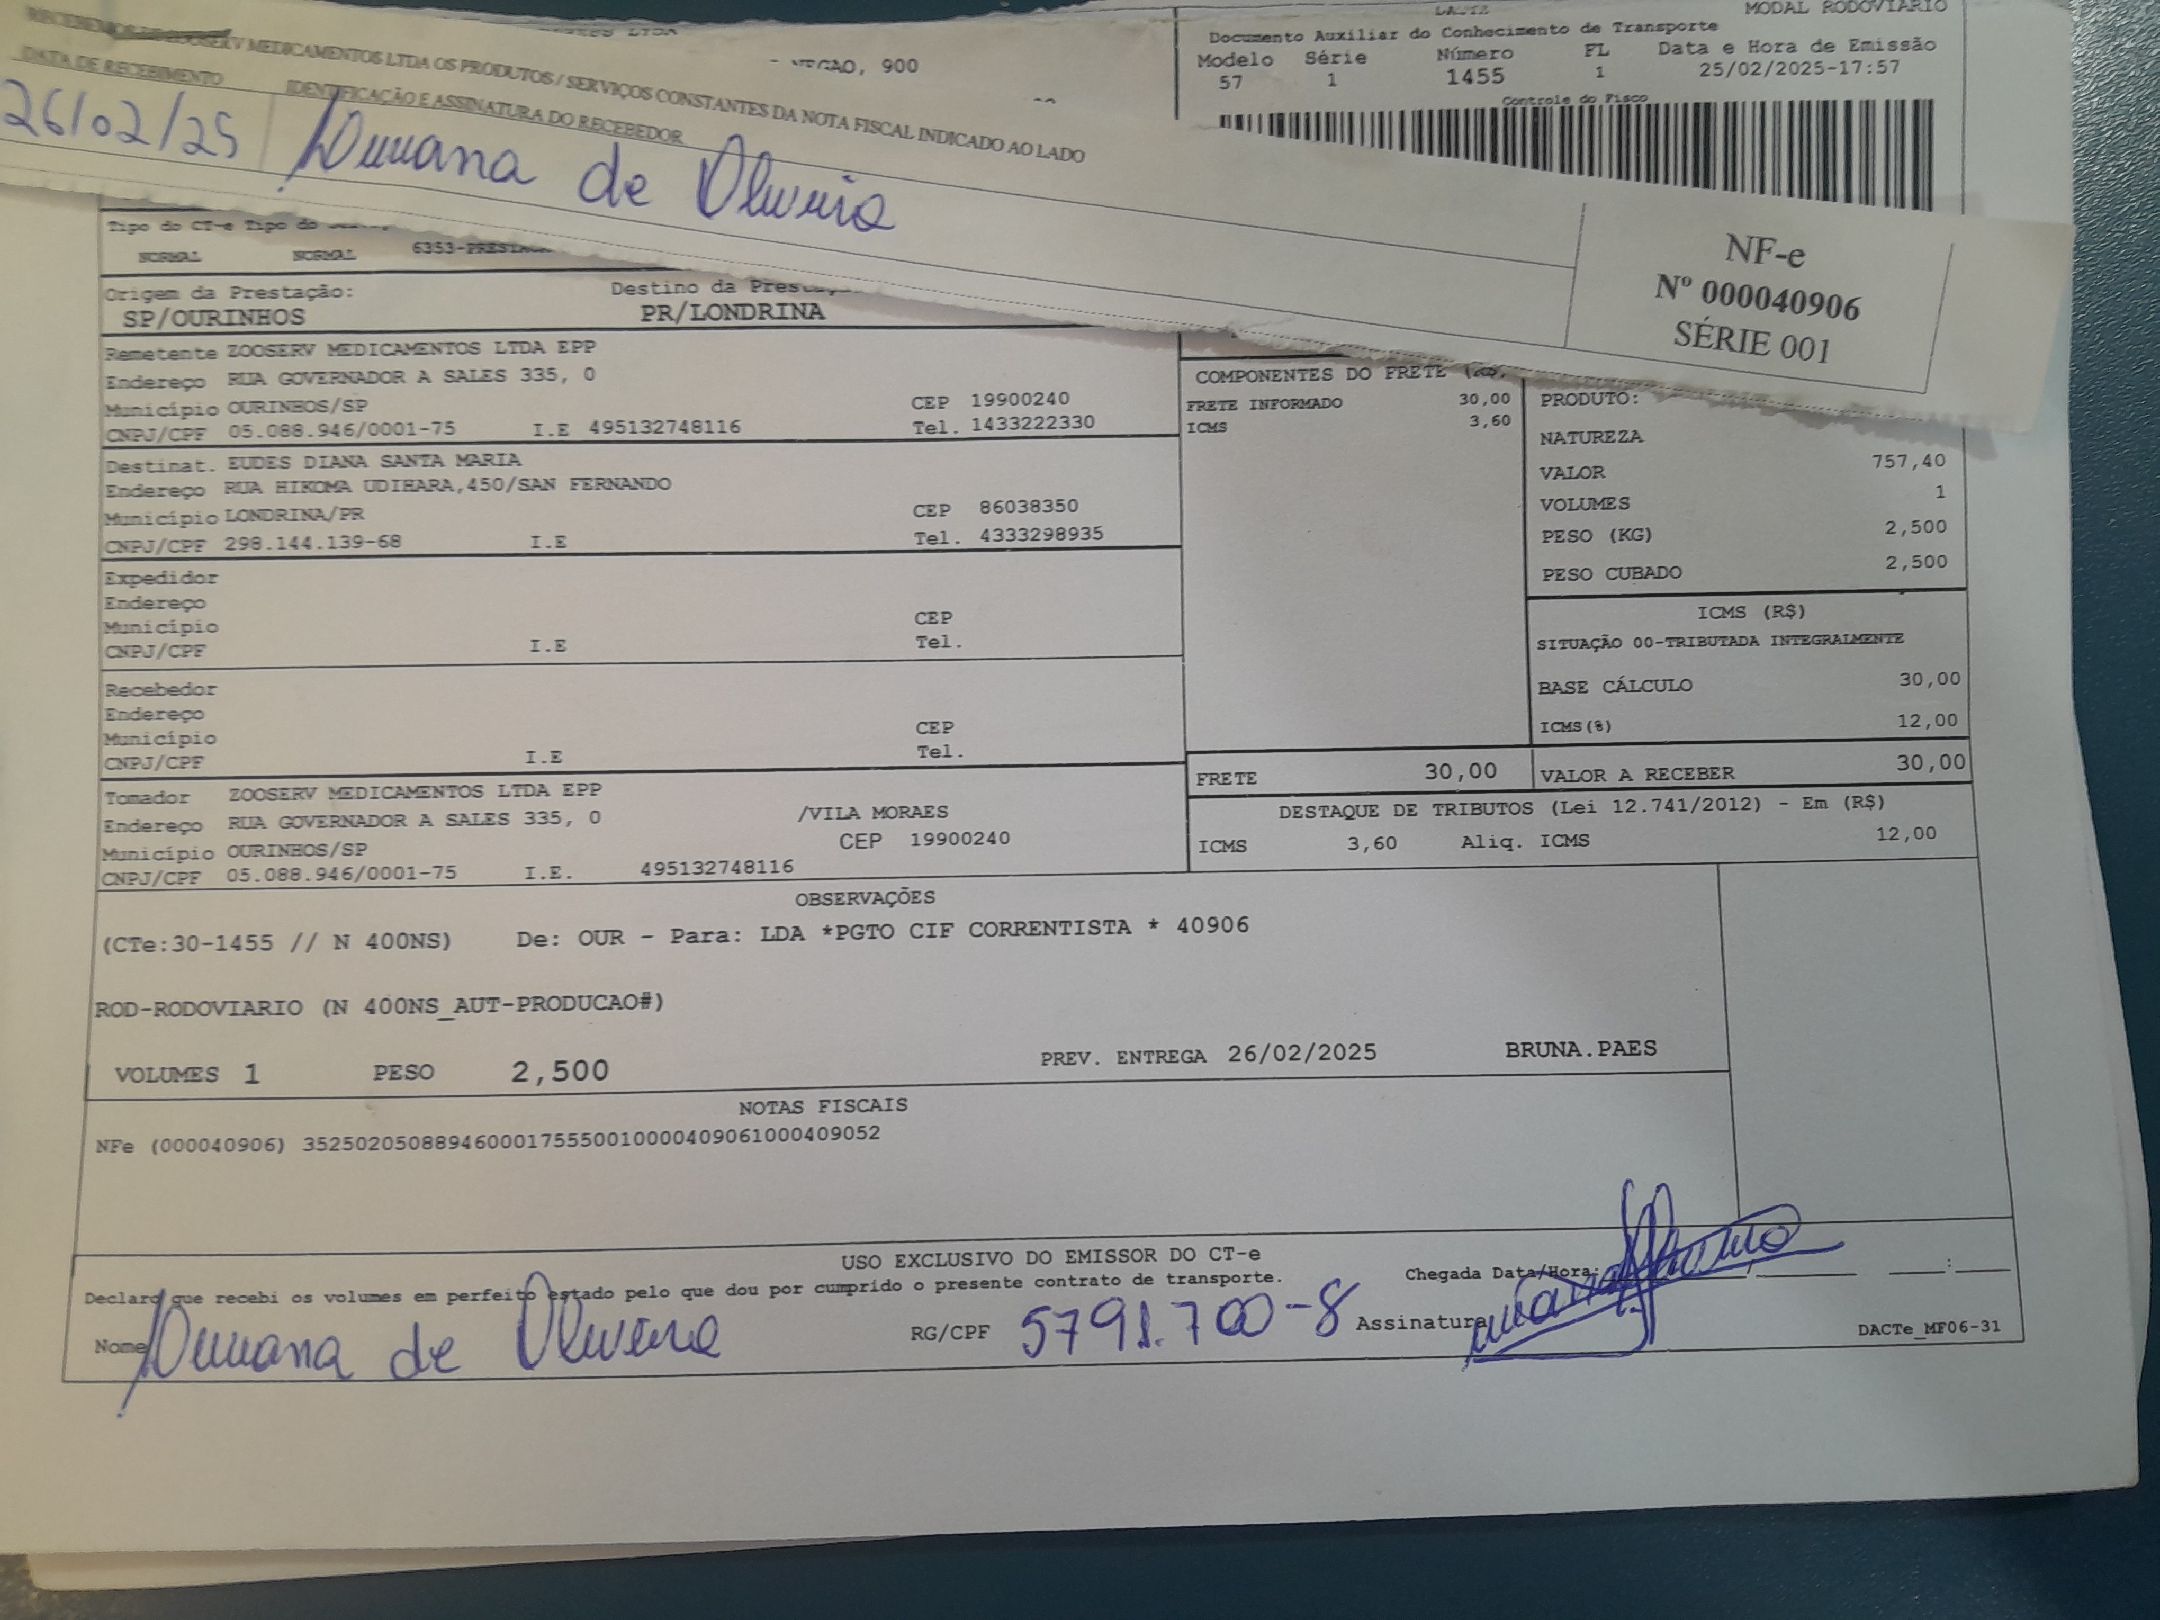 RECEBEMOS DE ZOOSERV MEDICAMENTOS LTDA OS PRODUTOS / SERVIÇOS CONSTANTES DA NOTA FISCAL INDICADO AO LADO
DATA DE RECEBIMENTO IDENTIFICAÇÃO E ASSINATURA DO RECEBEDOR
26/02/25 de Oliveira
NF-e
Nº 000040906
SÉRIE 001
LTDA
900
MODAL RODOVIARIO
Documento Auxiliar do Conhecimento de Transporte
Modelo Série Número FL Data e Hora de Emissão
57 1 1455 1 25/02/2025-17:57
Controle do Fisco
Tipo do CT-e Tipo do
NORMAL NORMAL 6353-
Origem da Prestação: Destino da
SP/OURINHOS PR/LONDRINA
Remetente ZOOSERV MEDICAMENTOS LTDA EPP
Endereço RUA GOVERNADOR A SALES 335, 0
Município OURINHOS/SP CEP 19900240
CNPJ/CPF 05.088.946/0001-75 I.E 495132748116 Tel. 1433222330
Destinat. EUDES DIANA SANTA MARIA
Endereço RUA HIKOMA UDIHARA,450/SAN FERNANDO
Município LONDRINA/PR CEP 86038350
CNPJ/CPF 298.144.139-68 I.E Tel. 4333298935
Expedidor
Endereço
Município CEP
CNPJ/CPF I.E Tel.
Recebedor
Endereço
Município CEP
CNPJ/CPF I.E Tel.
Tomador ZOOSERV MEDICAMENTOS LTDA EPP
Endereço RUA GOVERNADOR A SALES 335, 0 /VILA MORAES
Município OURINHOS/SP CEP 19900240
CNPJ/CPF 05.088.946/0001-75 I.E. 495132748116
COMPONENTES DO FRETE
FRETE INFORMADO 30,00
ICMS 3,60
PRODUTO:
NATUREZA
VALOR 757,40
VOLUMES 1
PESO (KG) 2,500
PESO CUBADO 2,500
ICMS (R$)
SITUAÇÃO 00-TRIBUTADA INTEGRALMENTE
BASE CÁLCULO 30,00
ICMS(%) 12,00
FRETE 30,00 VALOR A RECEBER 30,00
DESTAQUE DE TRIBUTOS (Lei 12.741/2012) - Em (R$)
ICMS 3,60 Aliq. ICMS 12,00
OBSERVAÇÕES
(CTe:30-1455 // N 400NS) De: OUR - Para: LDA *PGTO CIF CORRENTISTA * 40906
ROD-RODOVIARIO (N 400NS_AUT-PRODUCAO#)
VOLUMES 1 PESO 2,500 PREV. ENTREGA 26/02/2025 BRUNA.PAES
NOTAS FISCAIS
NFe (000040906) 35250205088946000175550010000409061000409052
USO EXCLUSIVO DO EMISSOR DO CT-e
Declaro que recebi os volumes em perfeito estado pelo que dou por cumprido o presente contrato de transporte. Chegada Data/Hora:
Nome de Oliveira RG/CPF 5791.700-8 Assinatura
DACTe_MF06-31